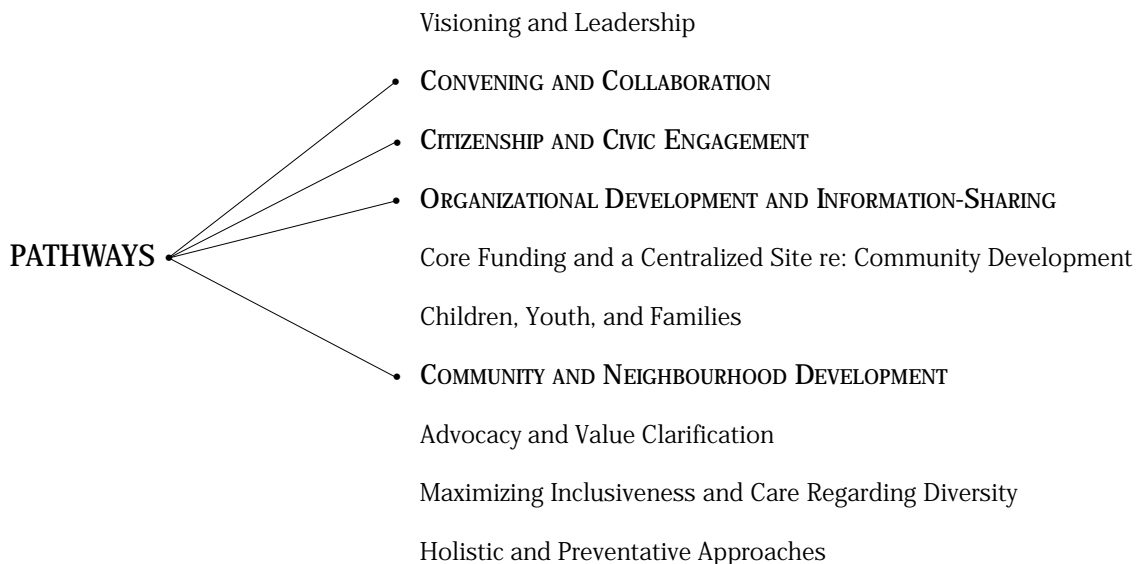 Visioning and Leadership
CONVENING AND COLLABORATION
CITIZENSHIP AND CIVIC ENGAGEMENT
ORGANIZATIONAL DEVELOPMENT AND INFORMATION-SHARING
PATHWAYS
Core Funding and a Centralized Site re: Community Development
Children, Youth, and Families
COMMUNITY AND NEIGHBOURHOOD DEVELOPMENT
Advocacy and Value Clarification
Maximizing Inclusiveness and Care Regarding Diversity
Holistic and Preventative Approaches